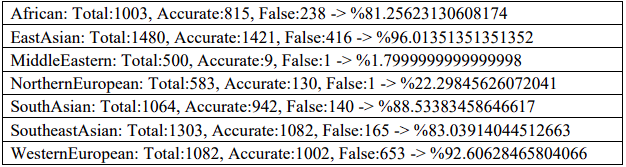 African: Total:1003, Accurate:815, False:238 -> %81.25623130608174
EastAsian: Total:1480, Accurate:1421, False:416 -> %96.01351351351352
MiddleEastern: Total:500, Accurate:9, False:1 -> %1.7999999999999998
NorthernEuropean: Total:583, Accurate:130, False:1 -> %22.29845626072041
SouthAsian: Total:1064, Accurate:942, False:140 -> %88.53383458646617
SoutheastAsian: Total:1303, Accurate:1082, False:165 -> %83.03914044512663
WesternEuropean: Total:1082, Accurate:1002, False:653 -> %92.60628465804066